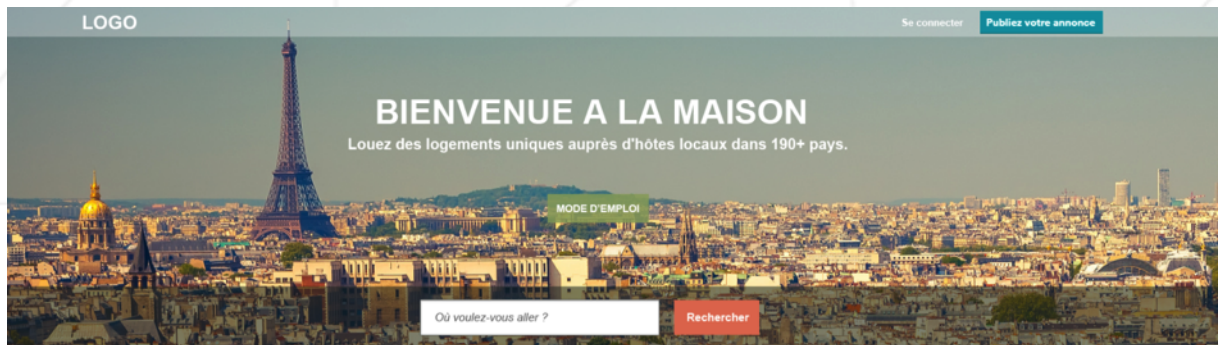 LOGO
Se connecter
Publiez votre annonce
BIENVENUE A LA MAISON
Louez des logements uniques auprès d'hôtes locaux dans 190+ pays.
MODE D'EMPLOI
Où voulez-vous aller ?
Rechercher